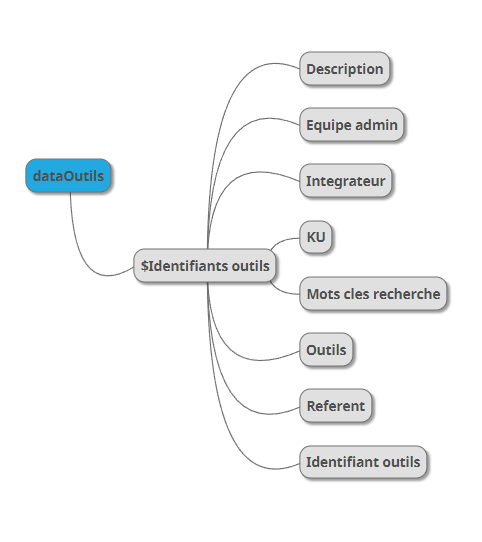 dataOutils
$Identifiants outils
Description
Equipe admin
Integrateur
KU
Mots cles recherche
Outils
Referent
Identifiant outils